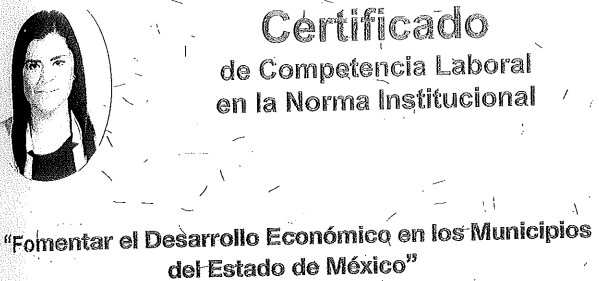 Certificado
de Competencia Laboral
en la Norma Institucional
“Fomentar el Desarrollo Económico en los Municipios
del Estado de México”